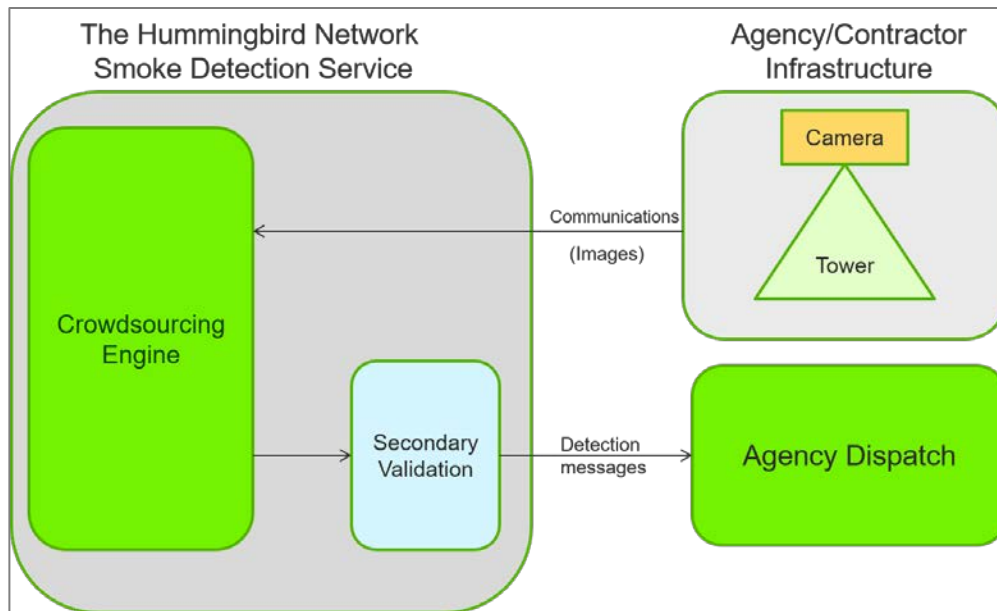 The Hummingbird Network
Smoke Detection Service
Agency/Contractor
Infrastructure
Camera
Communications
(Images)
Tower
Crowdsourcing
Engine
Secondary
Validation
Detection
messages
Agency Dispatch